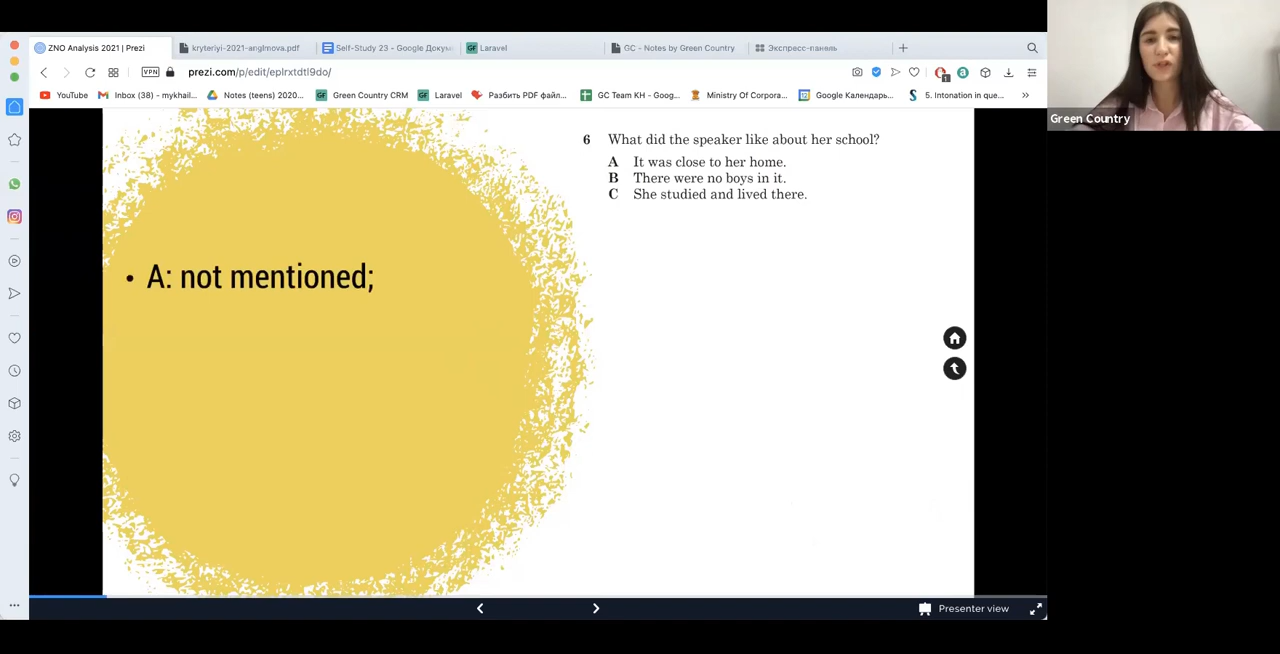 ZNO Analysis 2021 | Prezi
kryteriyi-2021-anglmova.pdf
Self-Study 23 - Google Докум
GF Laravel
GC - Notes by Green Country
Экспресс-панель
VPN prezi.com/p/edit/eplrxtdtl9do/
YouTube
Inbox (38) – mykhail...
Notes (teens) 2020...
GF Green Country CRM
GF Laravel
Разбить PDF файл...
GC Team KH - Goog...
Ministry Of Corpora...
Google Календарь...
5. Intonation in que...
Green Country
6 What did the speaker like about her school?
A It was close to her home.
B There were no boys in it.
C She studied and lived there.
• A: not mentioned;
Presenter view